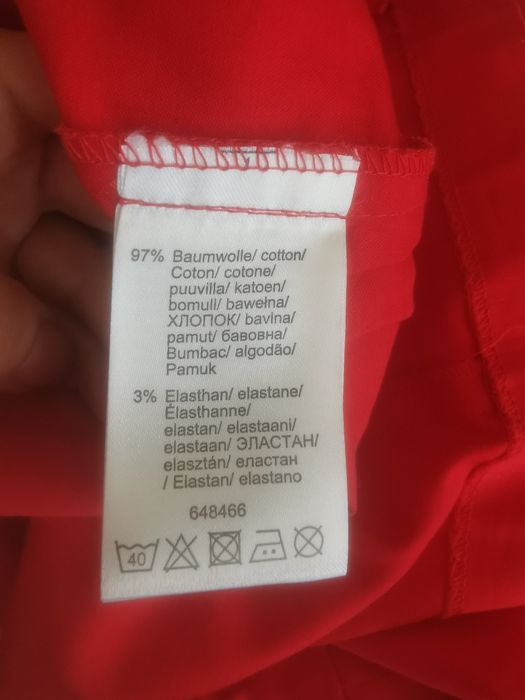 97% Baumwolle/ cotton/
Coton/ cotone/
puuvilla/ katoen/
bomull/ bawełna/
ХЛОПОК/ bavlna/
pamut/ бавовна/
Bumbac/ algodão/
Pamuk
3% Elasthan/ elastane/
Élasthanne/
elastan/ elastaani/
elastaan/ ЭЛАСТАН/
elasztán/ еластан
/ Elastan/ elastano
648466
40